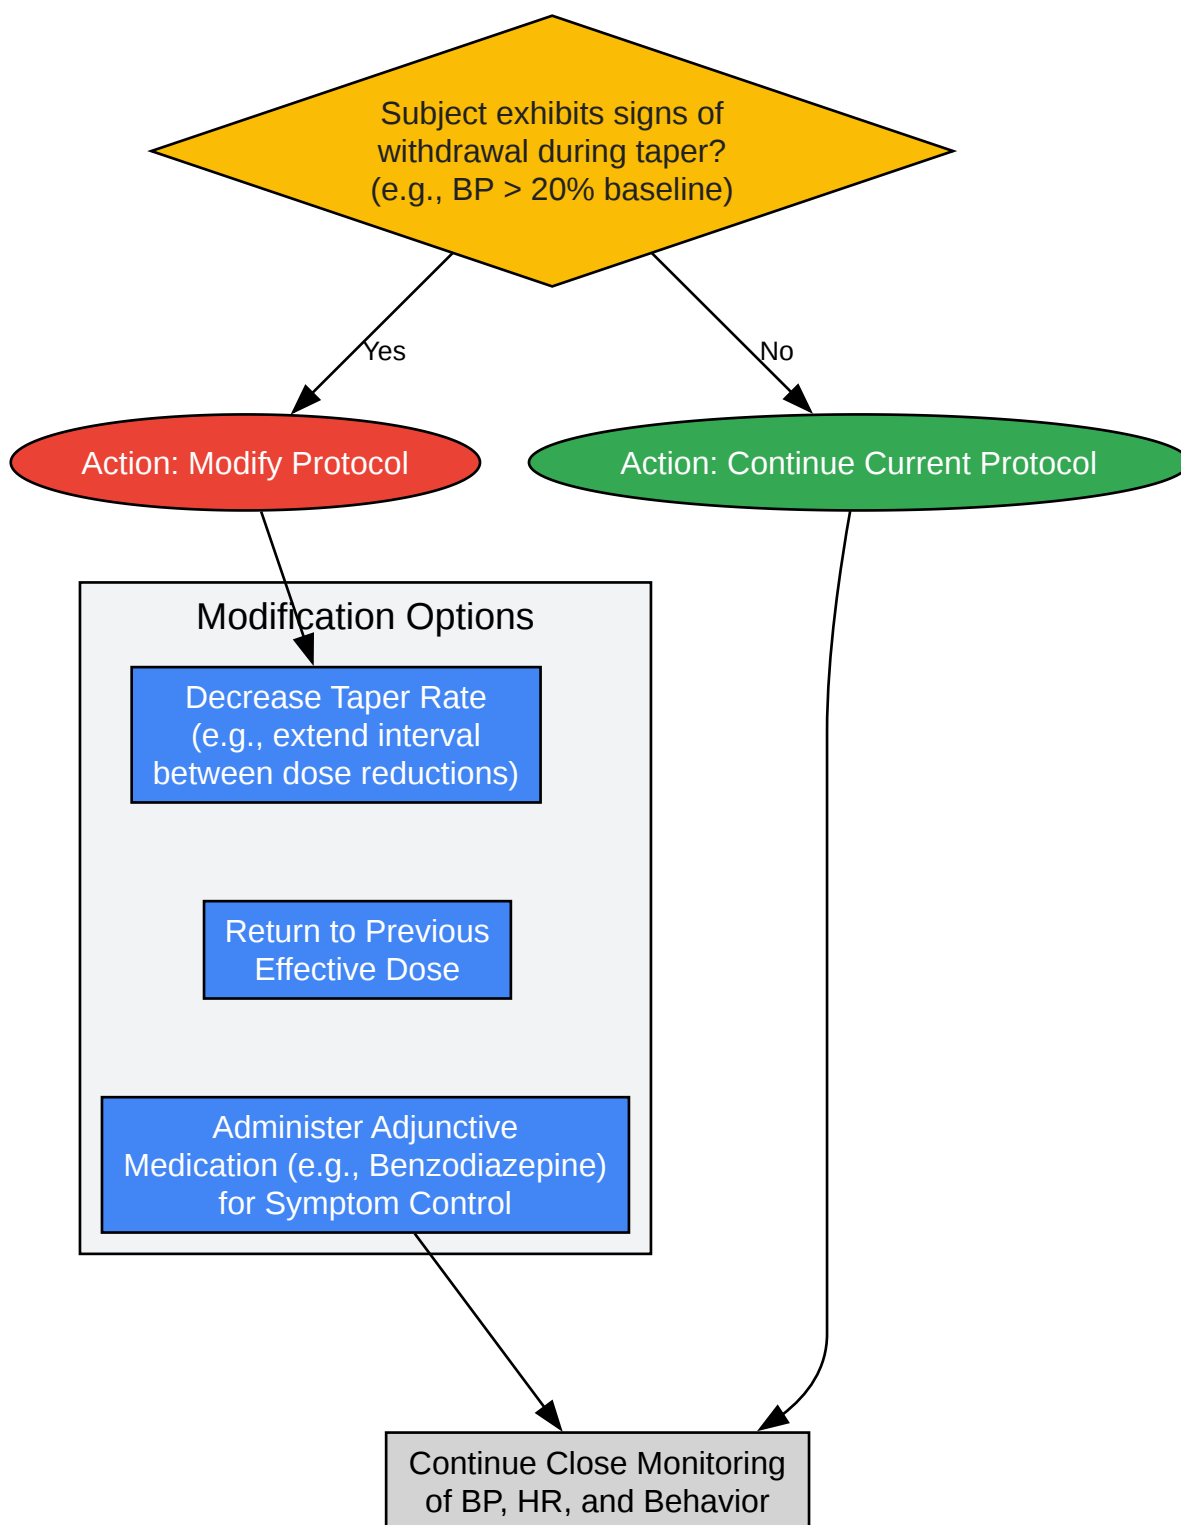 Subject exhibits signs of
withdrawal during taper?
(e.g., BP > 20% baseline)
Yes
No
Action: Modify Protocol
Action: Continue Current Protocol
Modification Options
Decrease Taper Rate
(e.g., extend interval
between dose reductions)
Return to Previous
Effective Dose
Administer Adjunctive
Medication (e.g., Benzodiazepine)
for Symptom Control
Continue Close Monitoring
of BP, HR, and Behavior